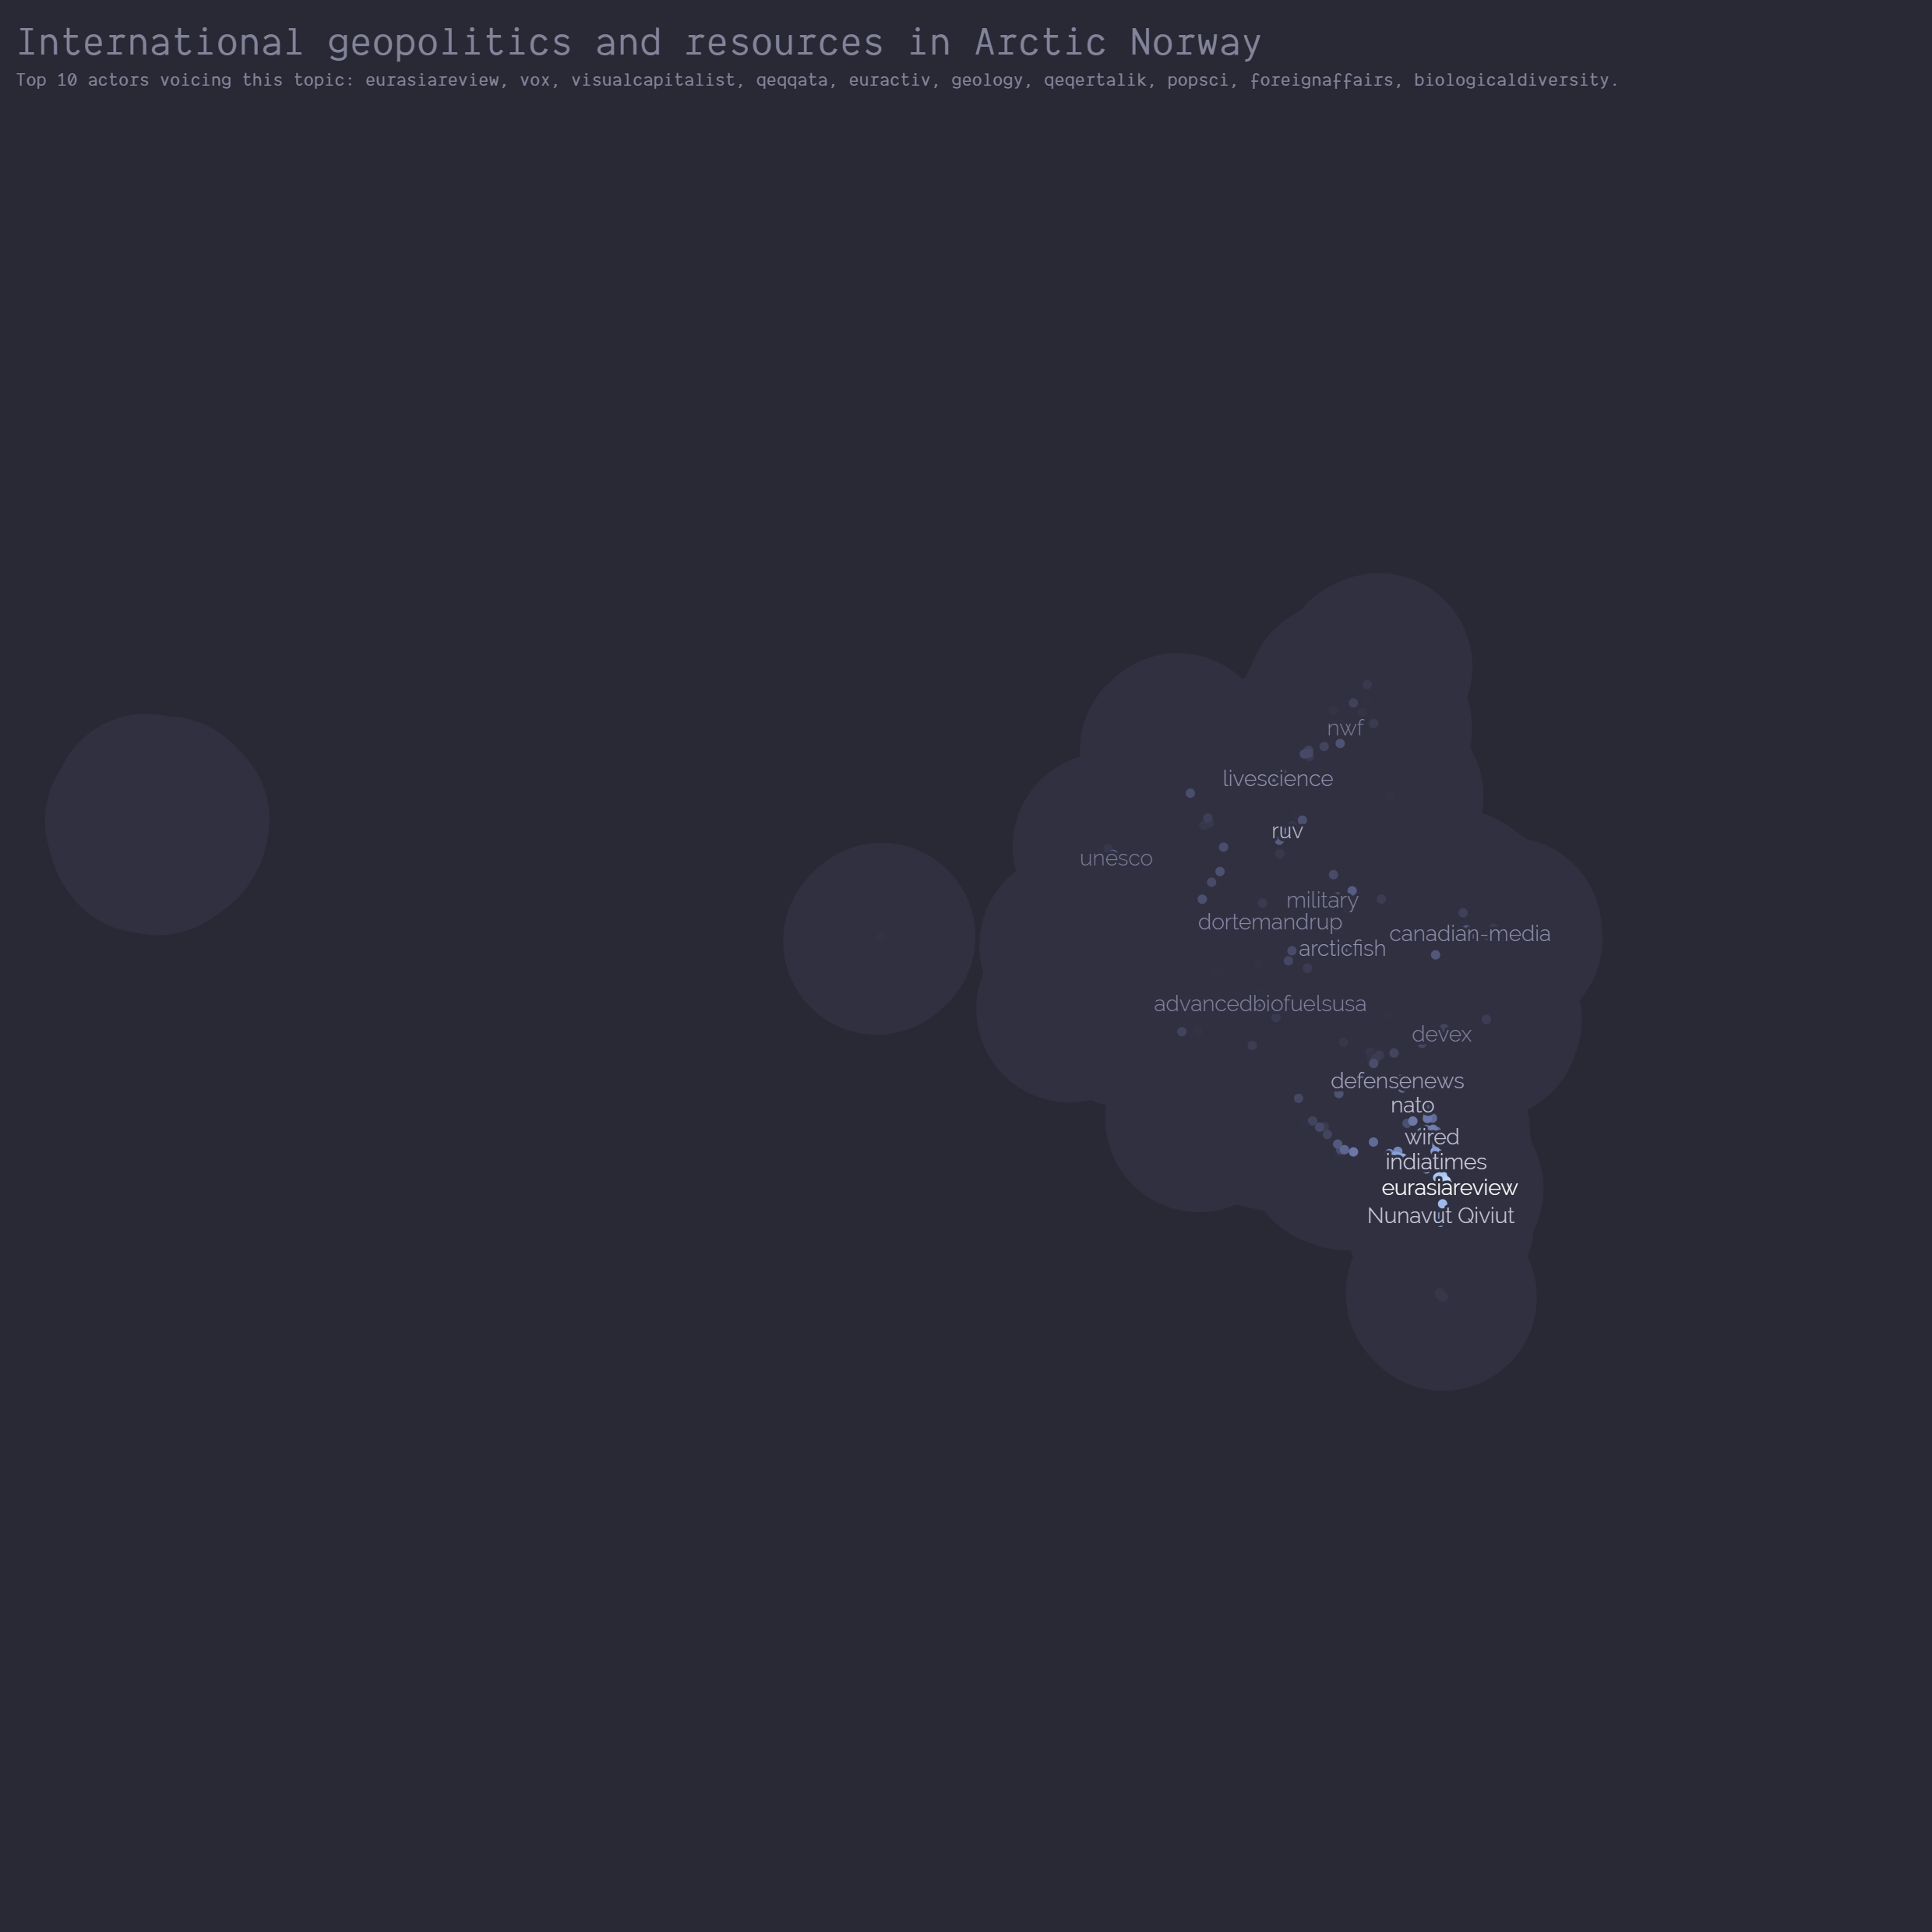 International geopolitics and resources in Arctic Norway
Top 10 actors voicing this topic: eurasiareview, vox, visualcapitalist, qeqqata, euractiv, geology, qeqertalik, popsci, foreignaffairs, biologicaldiversity.
nwf
livescience
ruv
unesco
military
dortemandrup
canadian-media
arcticfish
advancedbiofuelsusa
devex
defensenews
nato
wired
indiatimes
eurasiareview
Nunavut Qiviut